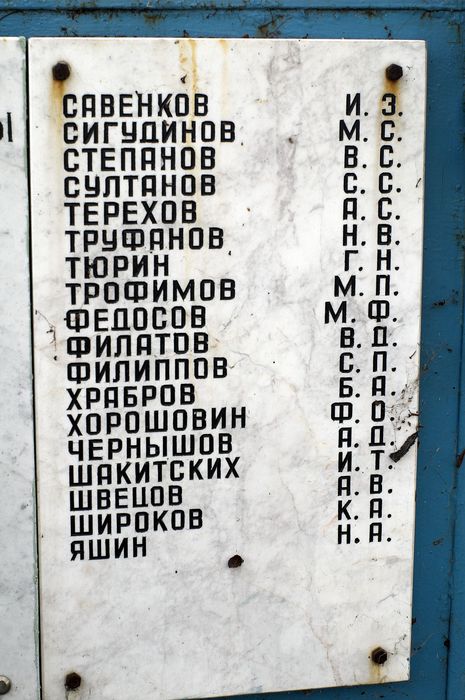 САВЕНКОВ И. З.
СИГУДИНОВ М. С.
СТЕПАНОВ В. С.
СУЛТАНОВ С. С.
ТЕРЕХОВ А. С.
ТРУФАНОВ Н. В.
ТЮРИН Г. Н.
ТРОФИМОВ М. П.
ФЕДОСОВ М. Ф.
ФИЛАТОВ В. Д.
ФИЛИППОВ С. П.
ХРАБРОВ Б. А.
ХОРОШОВИН Ф. О.
ЧЕРНЫШОВ А. Д.
ШАКИТСКИХ И. Т.
ШВЕЦОВ А. В.
ШИРОКОВ К. А.
ЯШИН Н. А.